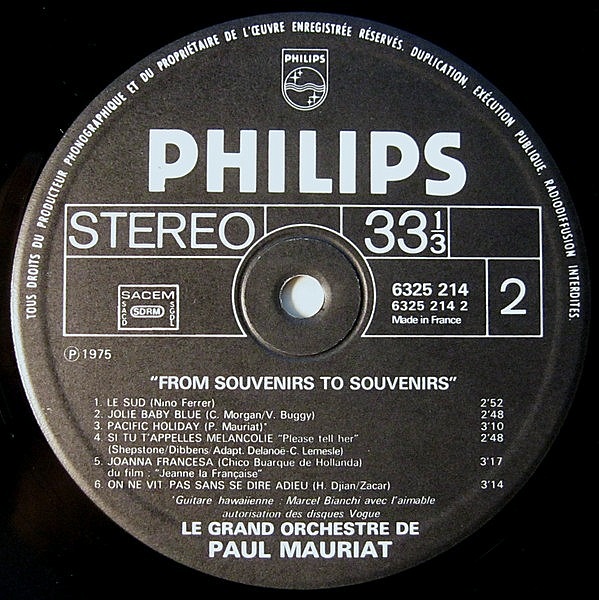 TOUS DROITS DU PRODUCTEUR PHONOGRAPHIQUE ET DU PROPRIÉTAIRE DE L'ŒUVRE ENREGISTRÉE RÉSERVÉS. DUPLICATION, EXÉCUTION PUBLIQUE, RADIODIFFUSION INTERDITES.
PHILIPS
PHILIPS
STEREO 33 1/3
SACEM
SACD SDRM SGDL
6325 214
6325 214 2
Made in France
2
Ⓟ 1975
"FROM SOUVENIRS TO SOUVENIRS"
1. LE SUD (Nino Ferrer) 2'52
2. JOLIE BABY BLUE (C. Morgan/V. Buggy) 2'48
3. PACIFIC HOLIDAY (P. Mauriat)* 3'10
4. SI TU T'APPELLES MELANCOLIE "Please tell her" 2'48
(Shepstone/Dibbens/Adapt. Delanoë-C. Lemesle)
5. JOANNA FRANCESA (Chico Buarque de Hollanda) 3'17
du film : "Jeanne la Française"
6. ON NE VIT PAS SANS SE DIRE ADIEU (H. Djian/Zacar) 3'14
*Guitare hawaiienne : Marcel Bianchi avec l'aimable
autorisation des disques Vogue
LE GRAND ORCHESTRE DE
PAUL MAURIAT